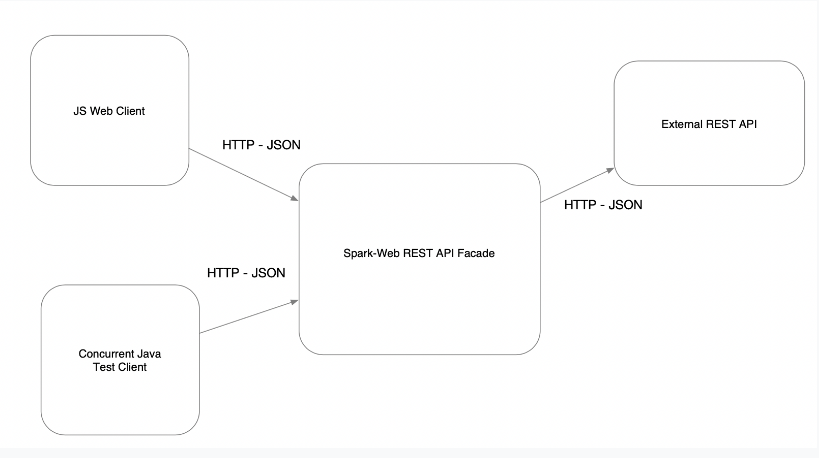 JS Web Client
HTTP - JSON
External REST API
HTTP - JSON
Spark-Web REST API Facade
HTTP - JSON
Concurrent Java
Test Client